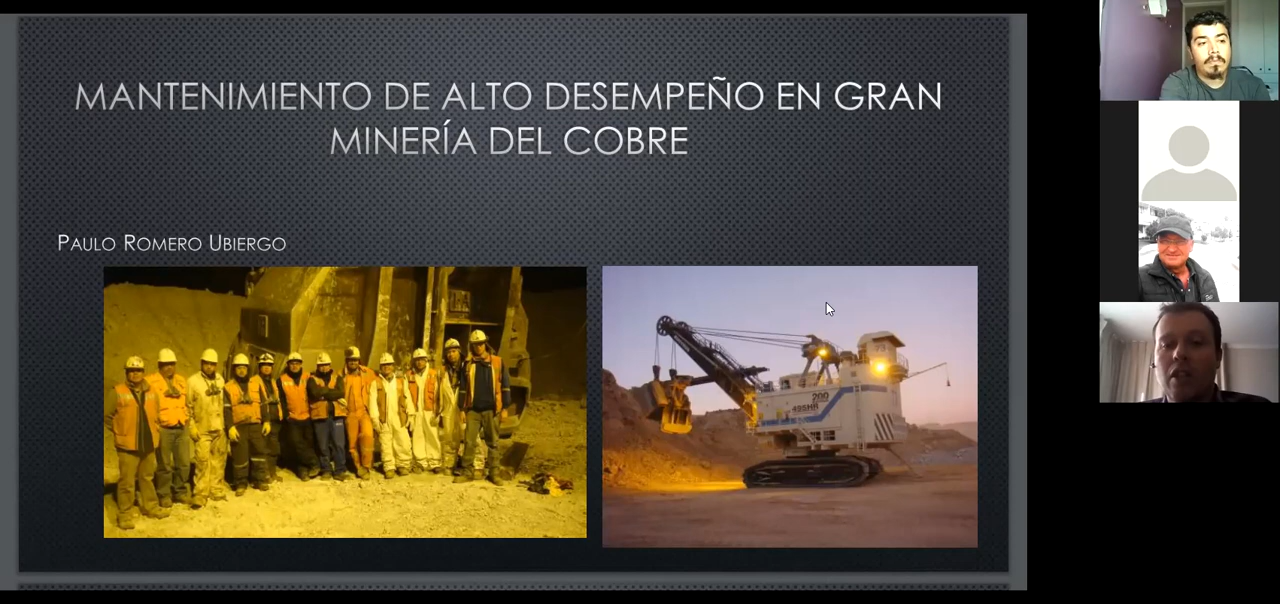 MANTENIMIENTO DE ALTO DESEMPEÑO EN GRAN
MINERÍA DEL COBRE
PAULO ROMERO UBIERGO
200
495HR